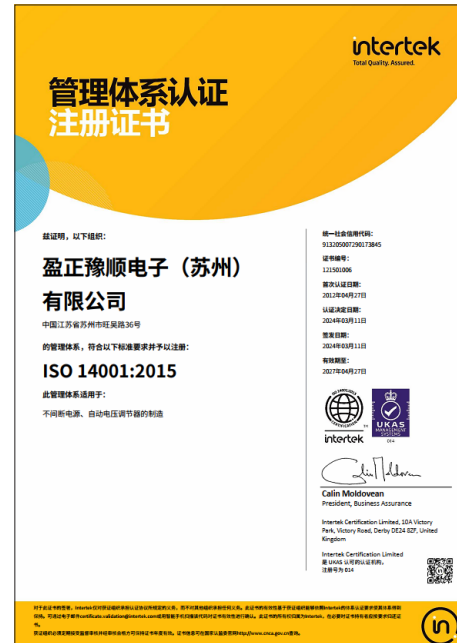 intertek
Total Quality. Assured.
管理体系认证
注册证书
兹证明，以下组织：
盈正豫顺电子（苏州）
有限公司
中国江苏省苏州市旺吴路36号
的管理体系，符合以下标准要求并予以注册：
ISO 14001:2015
此管理体系适用于：
不间断电源、自动电压调节器的制造
统一社会信用代码：
913205007290173845
证书编号：
121501006
首次认证日期：
2012年04月27日
认证决定日期：
2024年03月11日
签发日期：
2024年03月11日
有效期至：
2027年04月27日
intertek
UKAS
MANAGEMENT
SYSTEMS
014
Calin Moldovean
President, Business Assurance
Intertek Certification Limited, 10A Victory
Park, Victory Road, Derby DE24 8ZF, United
Kingdom
Intertek Certification Limited
是 UKAS 认可的认证机构，
注册号为 014